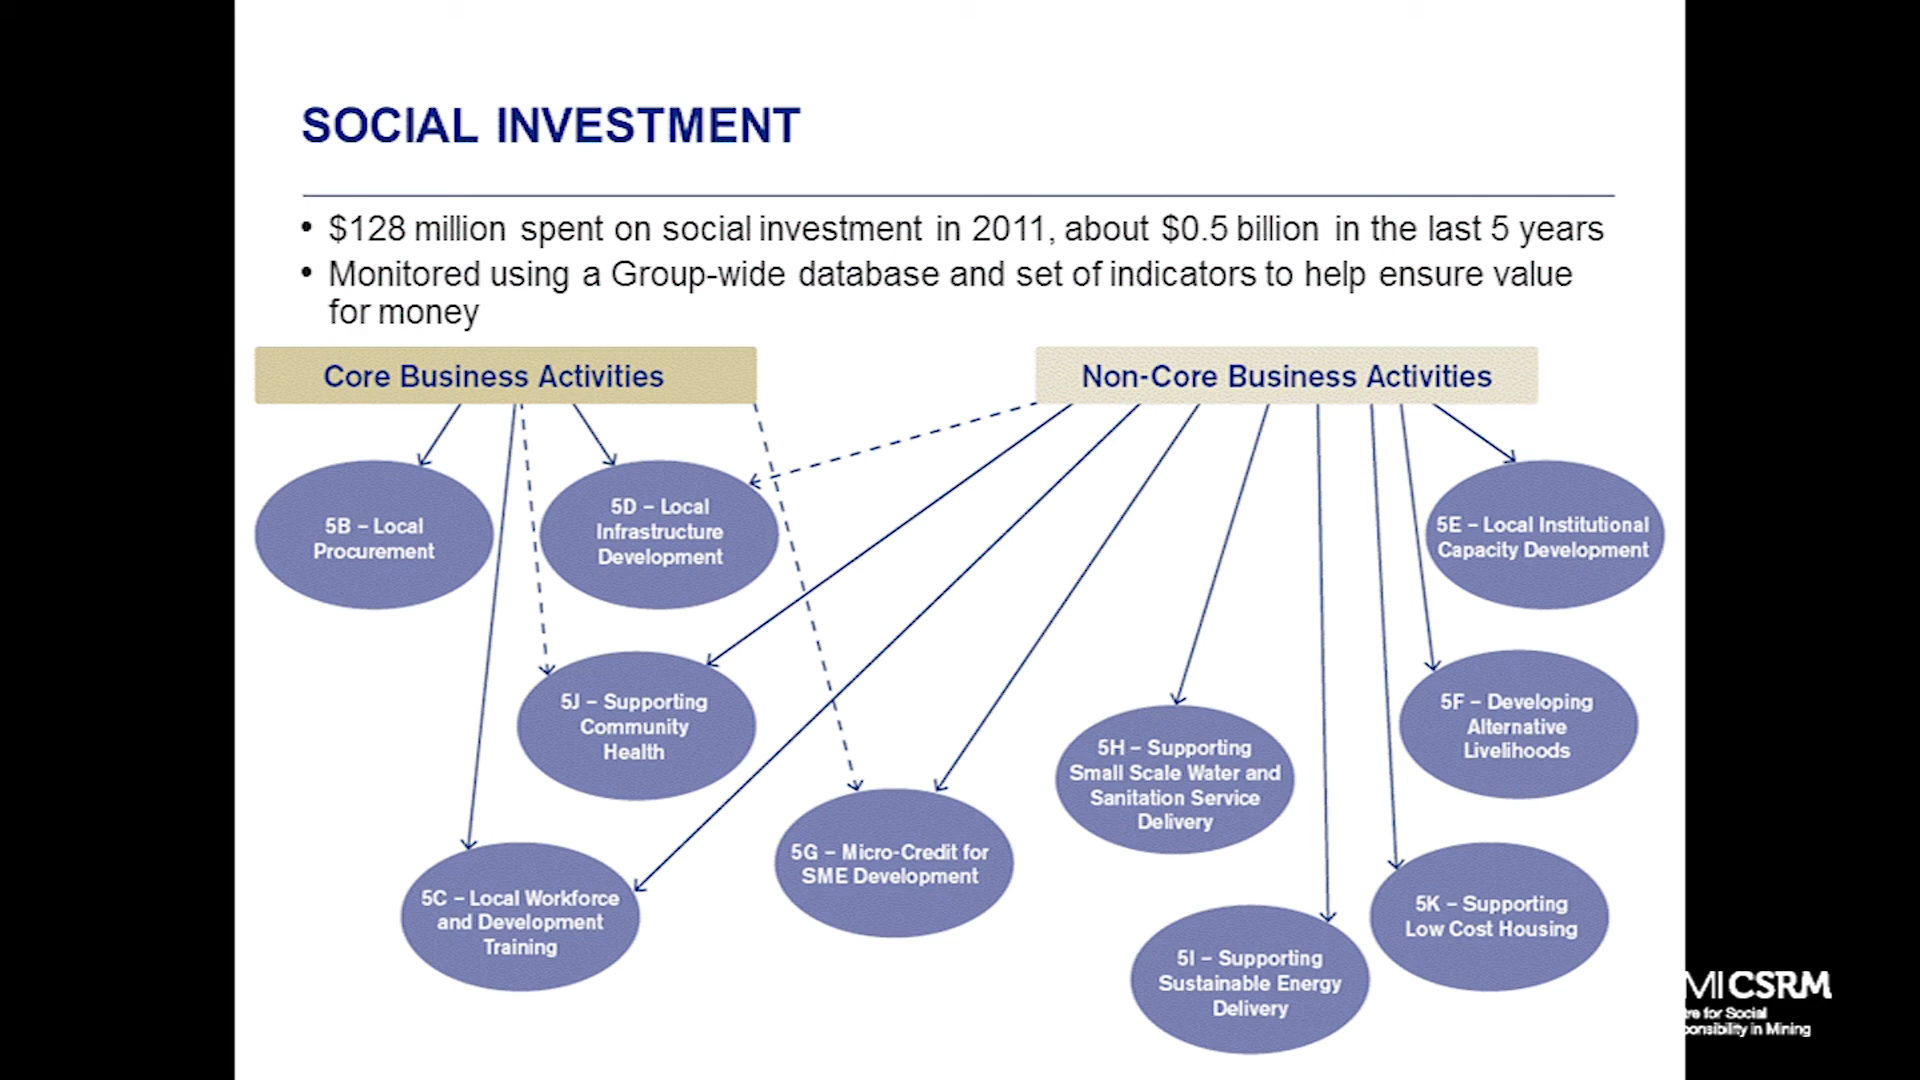 SOCIAL INVESTMENT
• $128 million spent on social investment in 2011, about $0.5 billion in the last 5 years
• Monitored using a Group-wide database and set of indicators to help ensure value
for money
Core Business Activities
Non-Core Business Activities
5B – Local
Procurement
5D – Local
Infrastructure
Development
5E – Local Institutional
Capacity Development
5J – Supporting
Community
Health
5F – Developing
Alternative
Livelihoods
5H – Supporting
Small Scale Water and
Sanitation Service
Delivery
5G – Micro-Credit for
SME Development
5C – Local Workforce
and Development
Training
5K – Supporting
Low Cost Housing
5I – Supporting
Sustainable Energy
Delivery
MI CSRM
re for Social
ponsibility in Mining